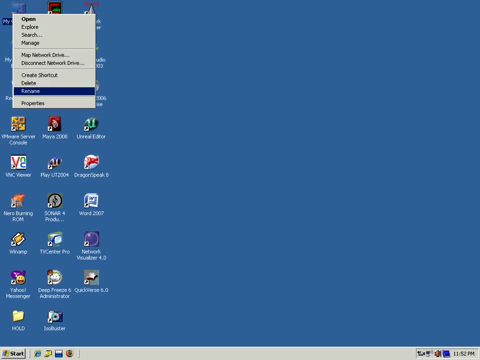 Open
Explore
Search...
Manage
Map Network Drive...
Disconnect Network Drive...
Create Shortcut
Delete
Rename
Properties
VMware Server
Console
Maya 2008
Unreal Editor
VNC Viewer
Play UT2004
DragonSpeak 8
Nero Burning
ROM
SONAR 4
Produ...
Word 2007
Winamp
TVCenter Pro
Network
Visualizer 4.0
Yahoo!
Messenger
Deep Freeze 6
Administrator
QuickVerse 6.0
HOLD
IsoBuster
Start
11:52 PM